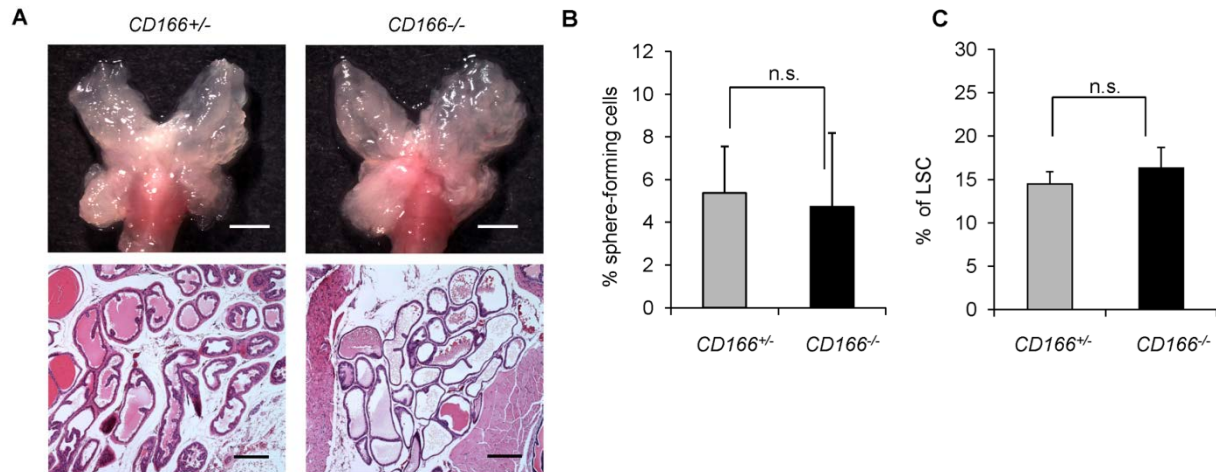 A
CD166+/-
CD166-/-
B
% sphere-forming cells
12
10
8
6
4
2
0
n.s.
CD166+/-
CD166-/-
C
% of LSC
30
25
20
15
10
5
0
n.s.
CD166+/-
CD166-/-